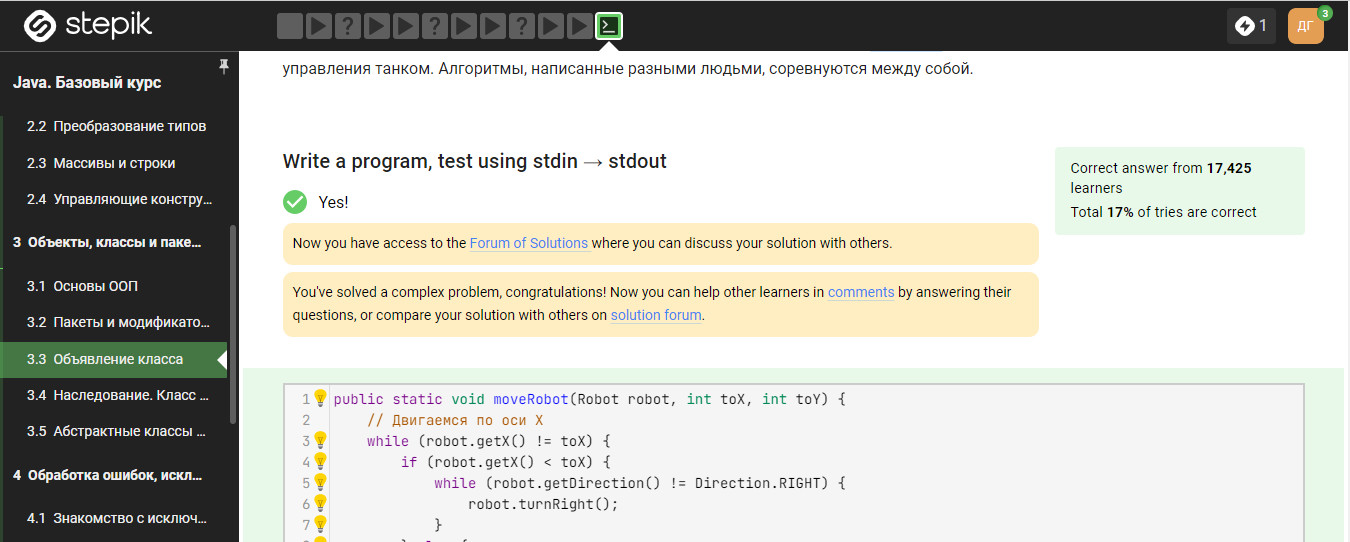 stepik
?
?
?
1
ДГ
3
Java. Базовый курс
2.2 Преобразование типов
2.3 Массивы и строки
2.4 Управляющие констру...
3 Объекты, классы и паке...
3.1 Основы ООП
3.2 Пакеты и модификато...
3.3 Объявление класса
3.4 Наследование. Класс ...
3.5 Абстрактные классы ...
4 Обработка ошибок, искл...
4.1 Знакомство с исключ...
управления танком. Алгоритмы, написанные разными людьми, соревнуются между собой.
Write a program, test using stdin → stdout
Yes!
Now you have access to the Forum of Solutions where you can discuss your solution with others.
You've solved a complex problem, congratulations! Now you can help other learners in comments by answering their
questions, or compare your solution with others on solution forum.
Correct answer from 17,425
learners
Total 17% of tries are correct
1 public static void moveRobot(Robot robot, int toX, int toY) {
2 // Двигаемся по оси X
3 while (robot.getX() != toX) {
4 if (robot.getX() < toX) {
5 while (robot.getDirection() != Direction.RIGHT) {
6 robot.turnRight();
7 }